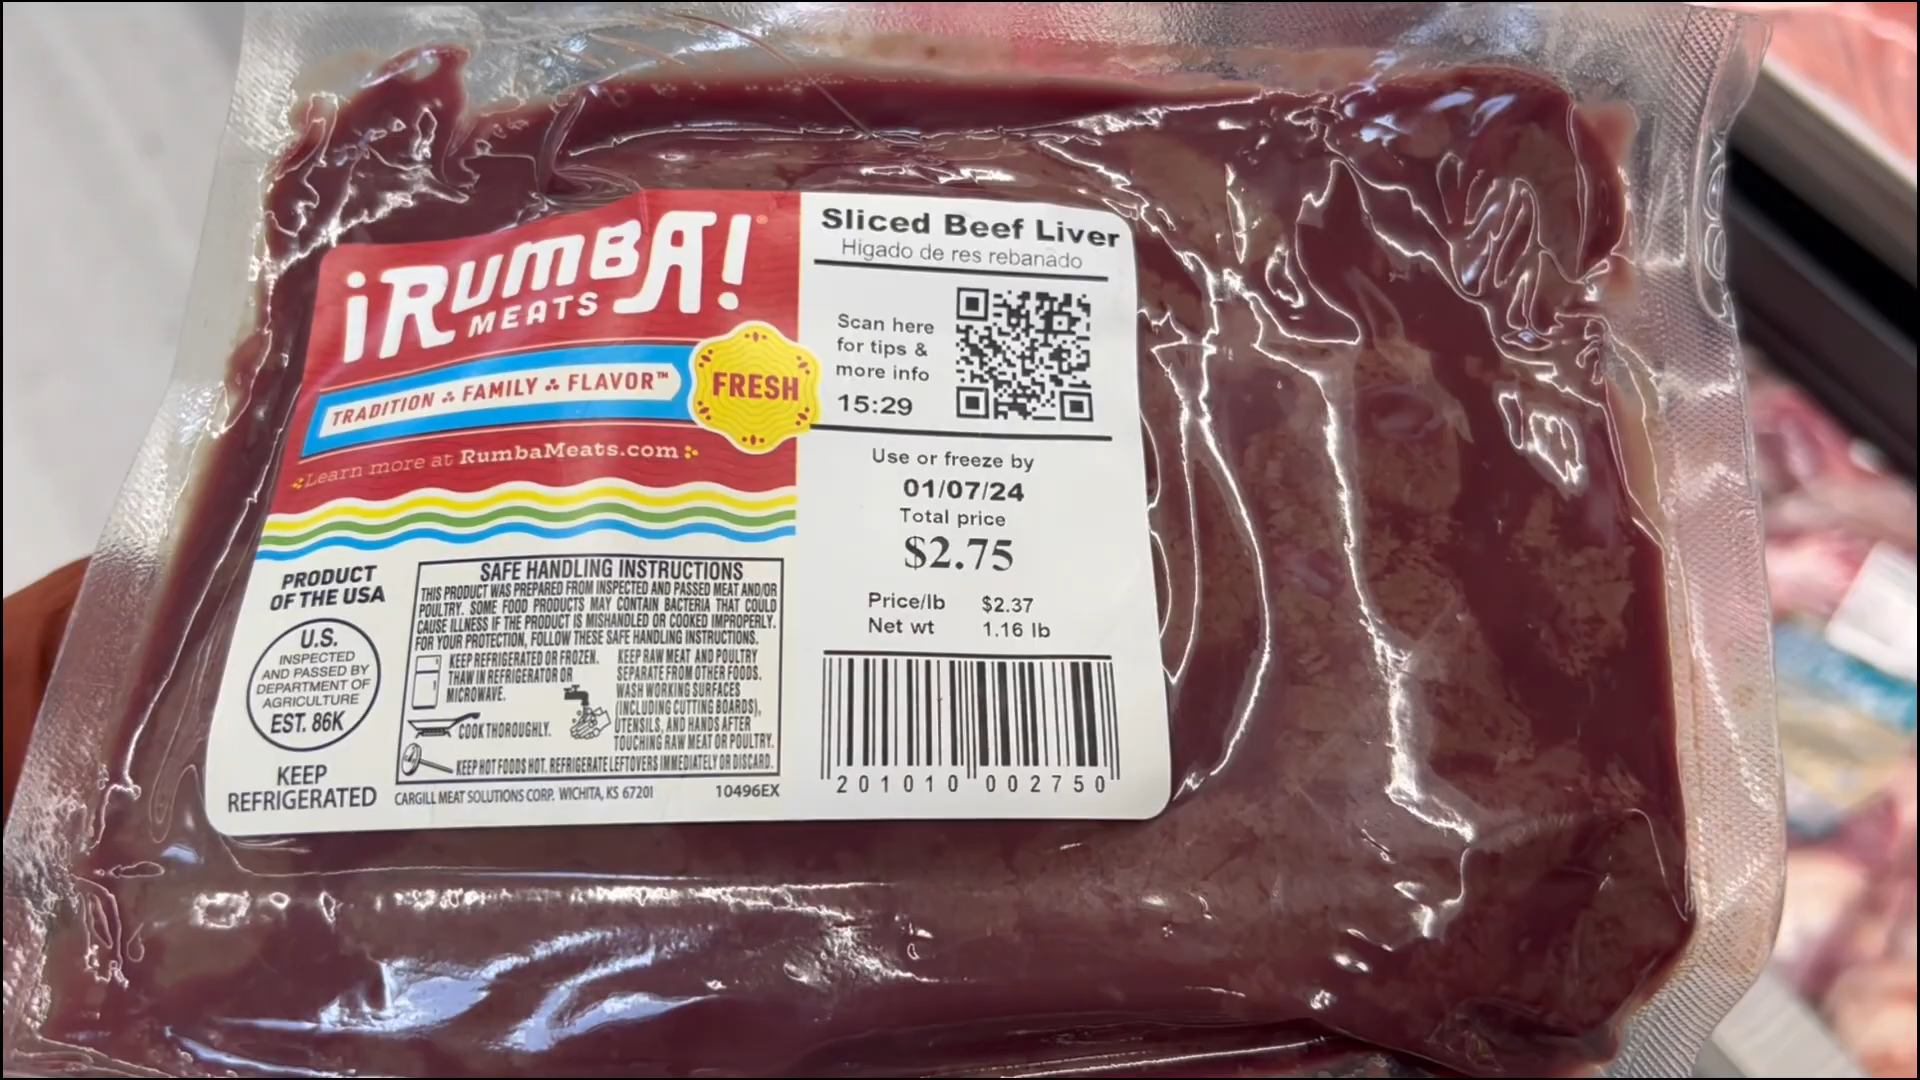 ¡RUMBA!®
MEATS
TRADITION FAMILY FLAVOR™
FRESH
Learn more at RumbaMeats.com
PRODUCT
OF THE USA
U.S.
INSPECTED
AND PASSED BY
DEPARTMENT OF
AGRICULTURE
EST. 86K
KEEP
REFRIGERATED
SAFE HANDLING INSTRUCTIONS
THIS PRODUCT WAS PREPARED FROM INSPECTED AND PASSED MEAT AND/OR
POULTRY. SOME FOOD PRODUCTS MAY CONTAIN BACTERIA THAT COULD
CAUSE ILLNESS IF THE PRODUCT IS MISHANDLED OR COOKED IMPROPERLY.
FOR YOUR PROTECTION, FOLLOW THESE SAFE HANDLING INSTRUCTIONS.
KEEP REFRIGERATED OR FROZEN.
THAW IN REFRIGERATOR OR
MICROWAVE.
KEEP RAW MEAT AND POULTRY
SEPARATE FROM OTHER FOODS.
WASH WORKING SURFACES
(INCLUDING CUTTING BOARDS),
UTENSILS, AND HANDS AFTER
TOUCHING RAW MEAT OR POULTRY.
COOK THOROUGHLY.
KEEP HOT FOODS HOT. REFRIGERATE LEFTOVERS IMMEDIATELY OR DISCARD.
CARGILL MEAT SOLUTIONS CORP. WICHITA, KS 67201
10496EX
Sliced Beef Liver
Higado de res rebanado
Scan here
for tips &
more info
15:29
Use or freeze by
01/07/24
Total price
$2.75
Price/lb $2.37
Net wt 1.16 lb
201010 002750